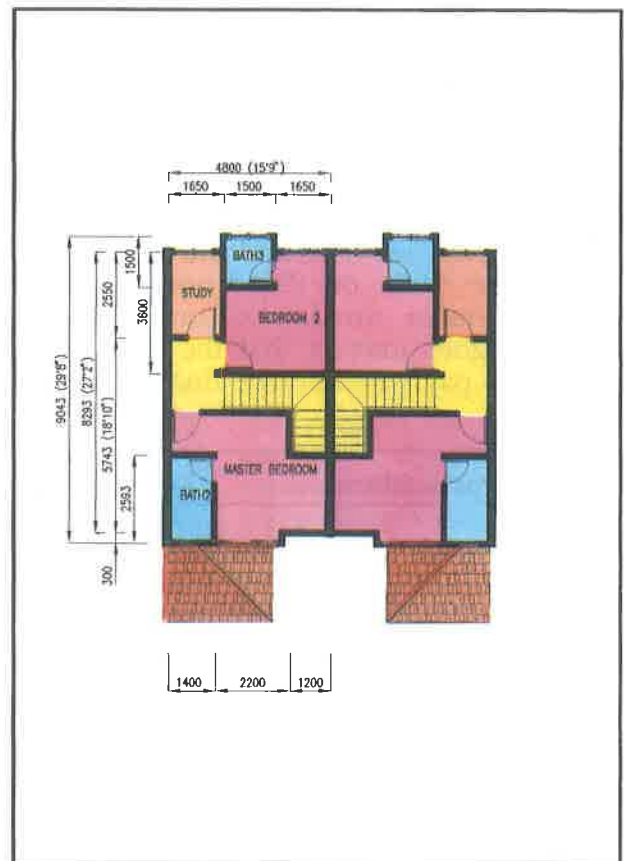 4800 (15'9")
1650 1500 1650
BATH3
STUDY
BEDROOM 2
MASTER BEDROOM
BATH2
9043 (29'8")
8293 (27'2")
5743 (18'10")
2550
1500
3600
2593
300
1400 2200 1200